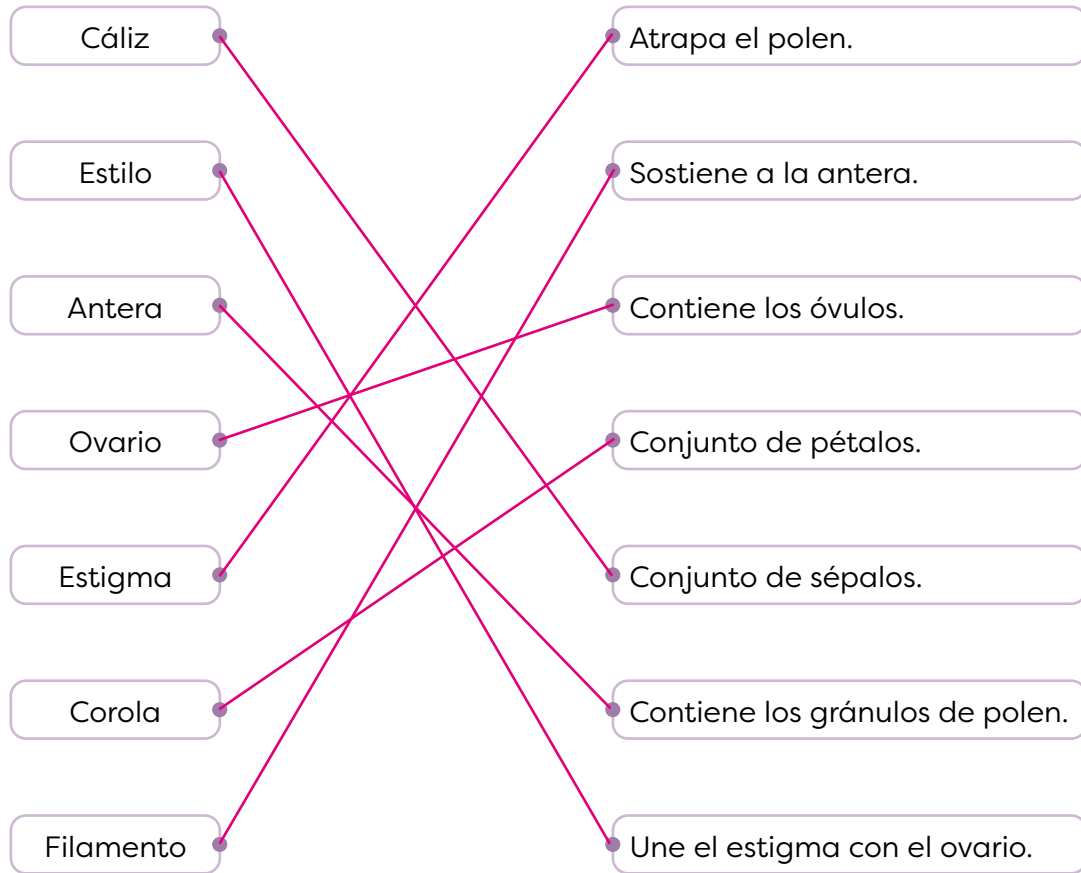 Cáliz
Atrapa el polen.
Estilo
Sostiene a la antera.
Antera
Contiene los óvulos.
Ovario
Conjunto de pétalos.
Estigma
Conjunto de sépalos.
Corola
Contiene los gránulos de polen.
Filamento
Une el estigma con el ovario.